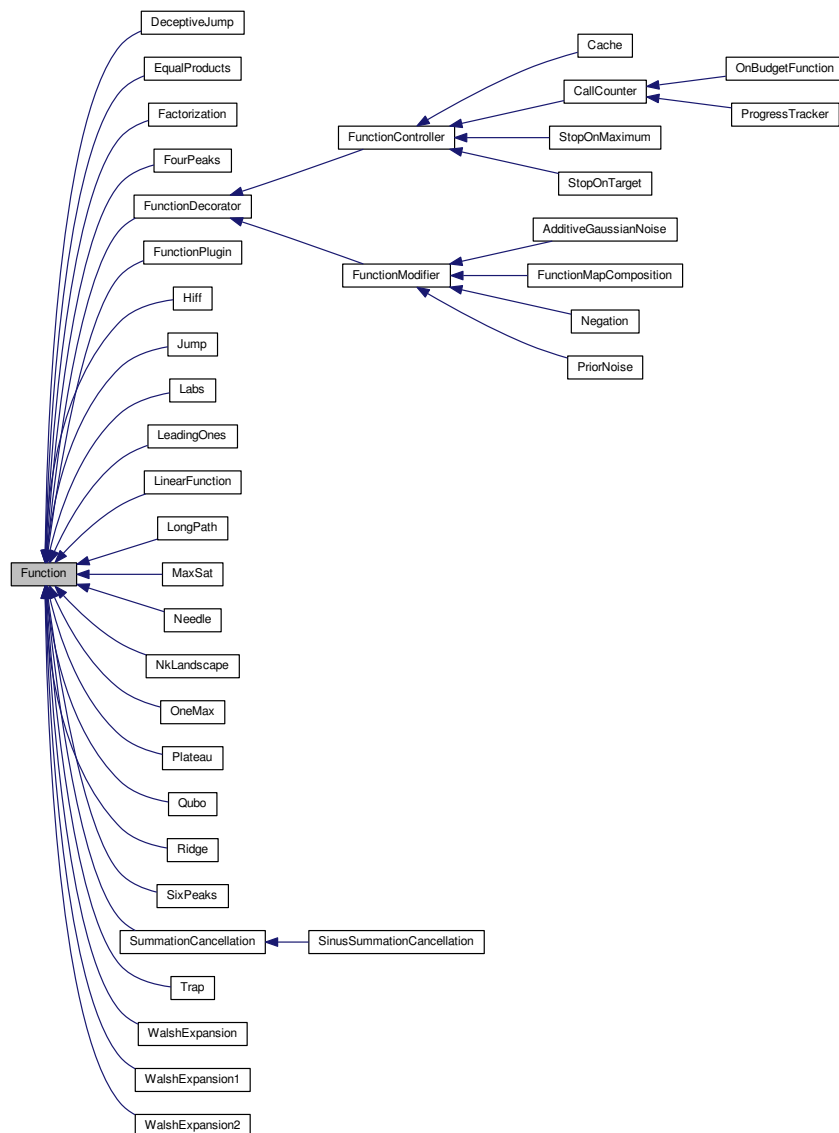 DeceptiveJump
EqualProducts
Factorization
FourPeaks
FunctionDecorator
FunctionPlugin
Hiff
Jump
Labs
LeadingOnes
LinearFunction
LongPath
Function
MaxSat
Needle
NkLandscape
OneMax
Plateau
Qubo
Ridge
SixPeaks
SummationCancellation
Trap
WalshExpansion
WalshExpansion1
WalshExpansion2
FunctionController
FunctionModifier
SinusSummationCancellation
Cache
CallCounter
StopOnMaximum
StopOnTarget
AdditiveGaussianNoise
FunctionMapComposition
Negation
PriorNoise
OnBudgetFunction
ProgressTracker